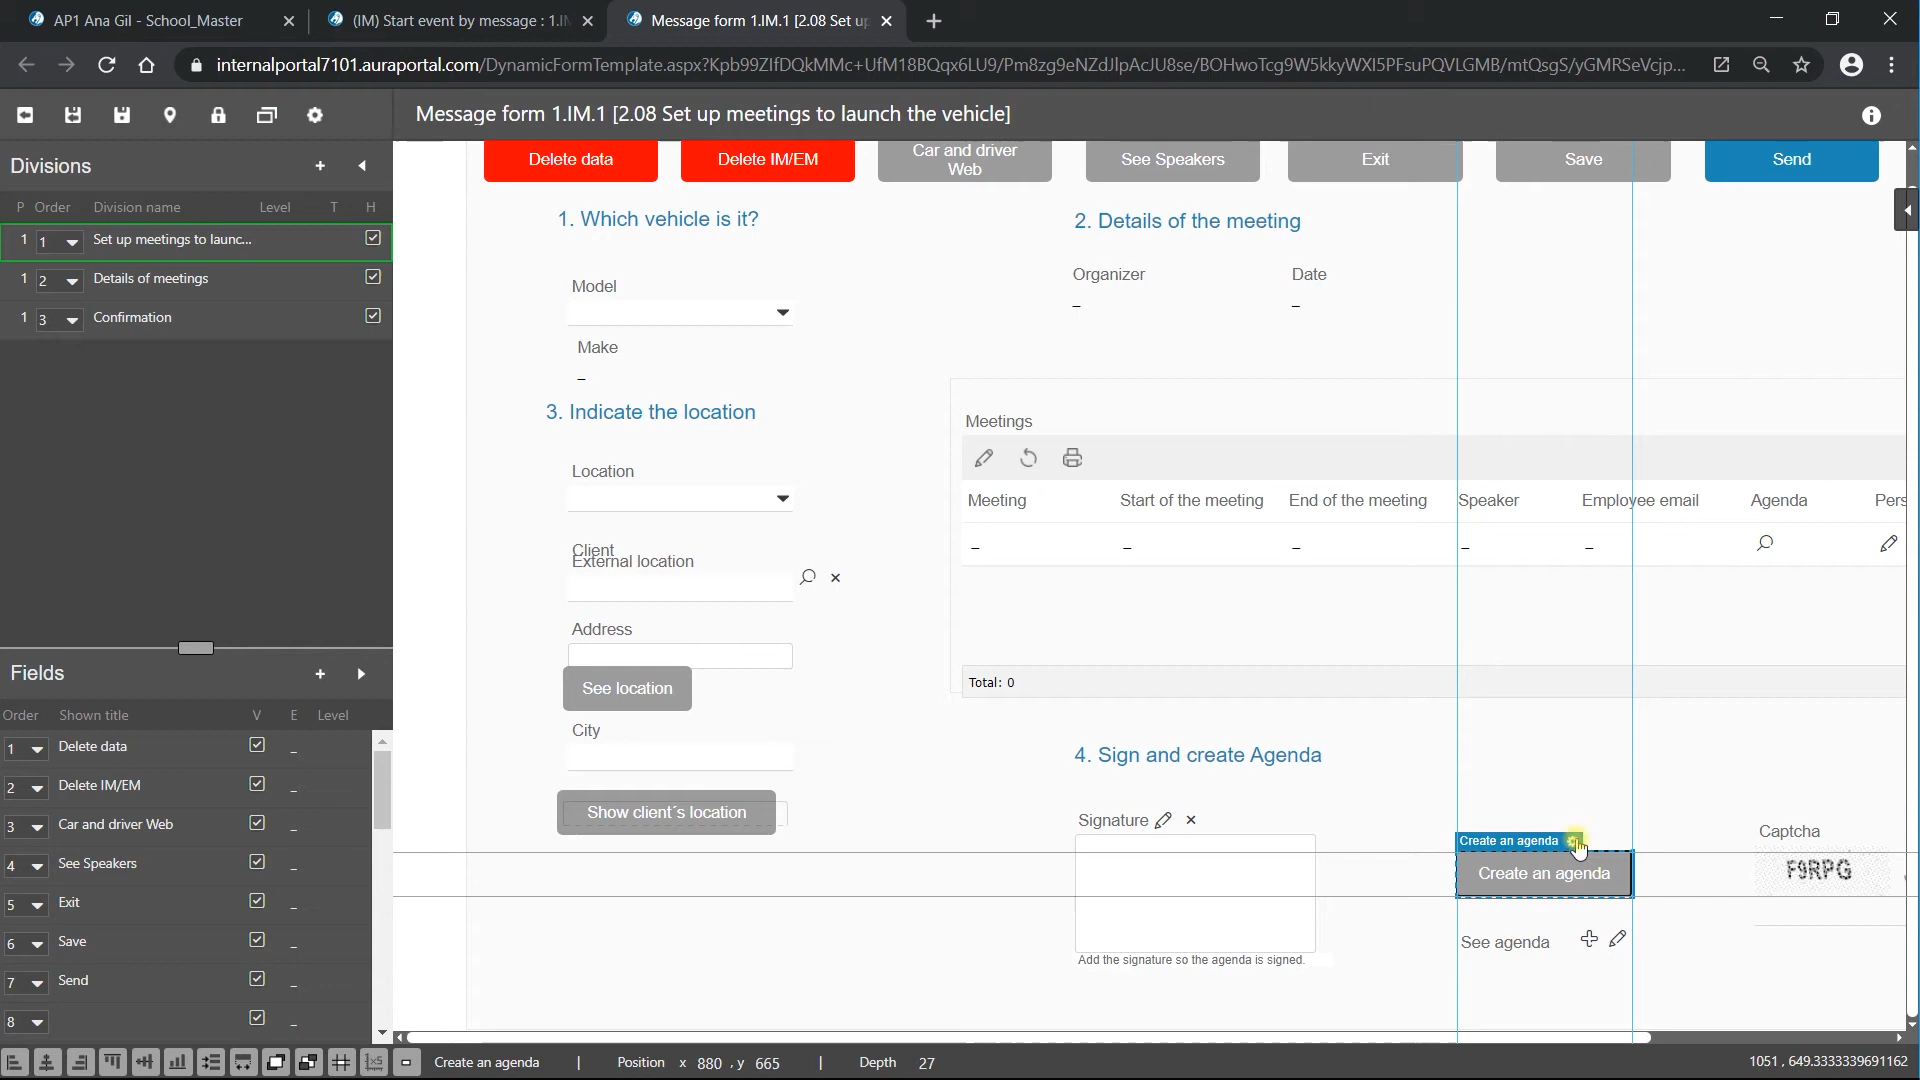 AP1 Ana Gil - School_Master
(IM) Start event by message : 1.IM
Message form 1.IM.1 [2.08 Set up
internalportal7101.auraportal.com/DynamicFormTemplate.aspx?Kpb99ZIfDQkMMc+UfM18BQqx6LU9/Pm8zg9eNZdJlpAcJU8se/BOHwoTcg9W5kkyWXI5PFsuPQVLGMB/mtQsgS/yGMRSeVcjp...
Message form 1.IM.1 [2.08 Set up meetings to launch the vehicle]
Divisions
P Order Division name Level T H
1 1 Set up meetings to launc...
1 2 Details of meetings
1 3 Confirmation
Fields
Order Shown title V E Level
1 Delete data _
2 Delete IM/EM _
3 Car and driver Web _
4 See Speakers _
5 Exit _
6 Save _
7 Send _
8 _
Delete data
Delete IM/EM
Car and driver
Web
See Speakers
Exit
Save
Send
1. Which vehicle is it?
Model
Make
–
3. Indicate the location
Location
Client
External location
Address
See location
City
Show client´s location
2. Details of the meeting
Organizer Date
– –
Meetings
Meeting Start of the meeting End of the meeting Speaker Employee email Agenda Pers
– – – – –
Total: 0
4. Sign and create Agenda
Signature
Add the signature so the agenda is signed.
Create an agenda
Create an agenda
See agenda
Captcha
F9RPG
Create an agenda | Position x 880 , y 665 | Depth 27
1051 , 649.3333339691162